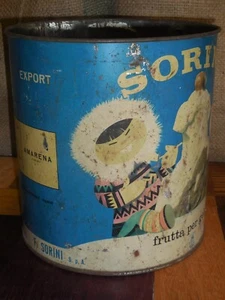 EXPORT
SORI
AMARENA
frutta per g
SORINI S.p.A